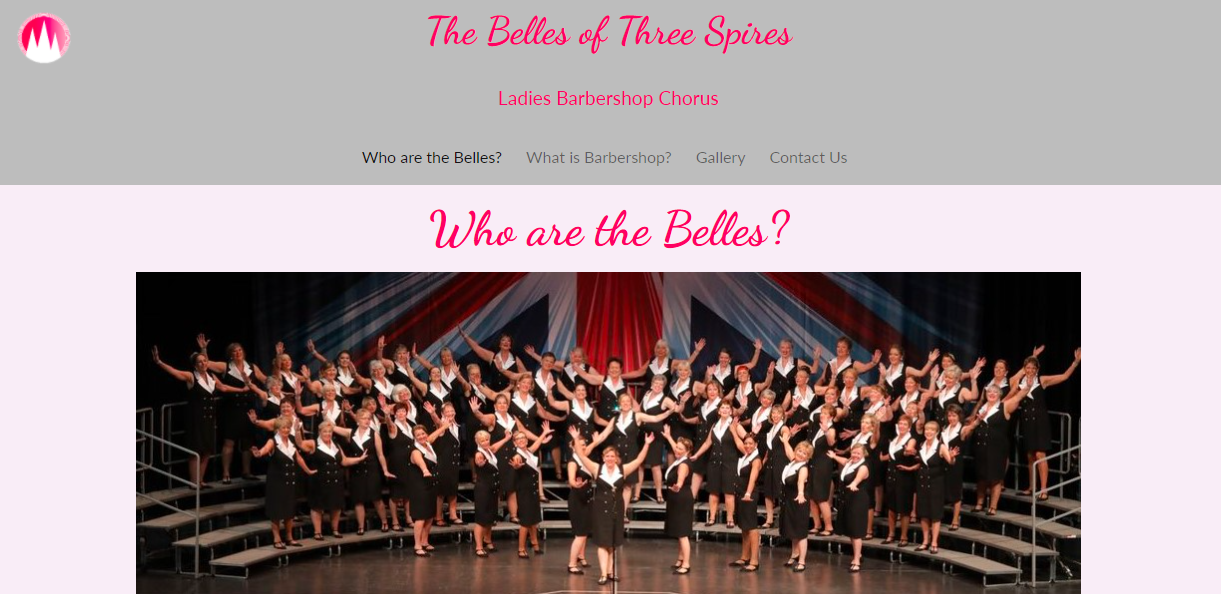 The Belles of Three Spires
Ladies Barbershop Chorus
Who are the Belles? What is Barbershop? Gallery Contact Us
Who are the Belles?